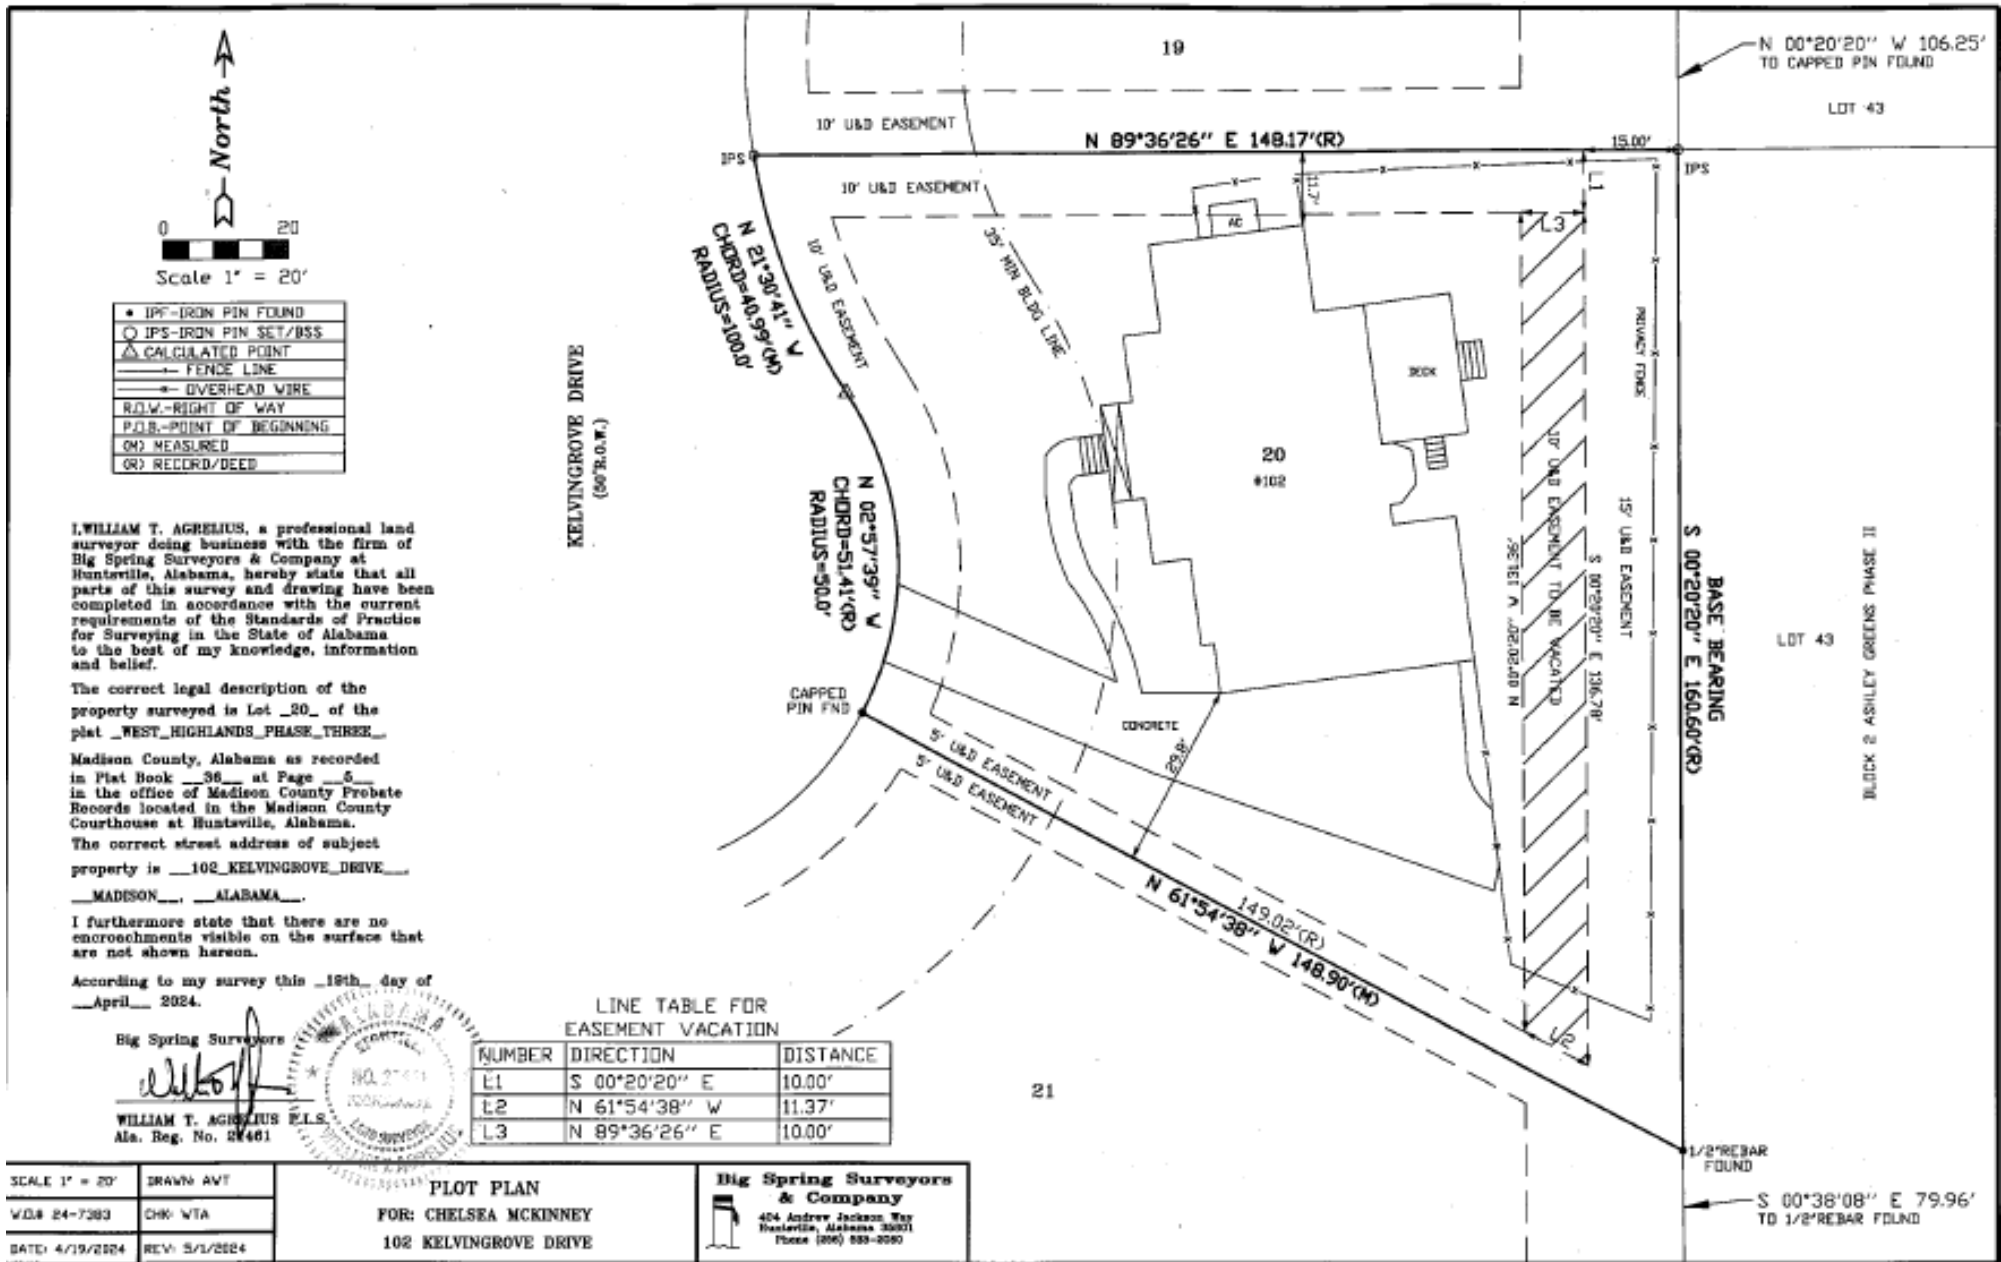 North
0 20
Scale 1" = 20'
• IPF-IRON PIN FOUND
○ IPS-IRON PIN SET/BSS
△ CALCULATED POINT
FENCE LINE
OVERHEAD WIRE
R.O.W.-RIGHT OF WAY
P.O.B.-POINT OF BEGINNING
(M) MEASURED
(R) RECORD/DEED
I,WILLIAM T. AGRELIUS, a professional land
surveyor doing business with the firm of
Big Spring Surveyors & Company at
Huntsville, Alabama, hereby state that all
parts of this survey and drawing have been
completed in accordance with the current
requirements of the Standards of Practice
for Surveying in the State of Alabama
to the best of my knowledge, information
and belief.
The correct legal description of the
property surveyed is Lot _20_ of the
plat _WEST_HIGHLANDS_PHASE_THREE_,
Madison County, Alabama as recorded
in Plat Book __36__ at Page __5__
in the office of Madison County Probate
Records located in the Madison County
Courthouse at Huntsville, Alabama.
The correct street address of subject
property is __102_KELVINGROVE_DRIVE__,
__MADISON__, __ALABAMA__.
I furthermore state that there are no
encroachments visible on the surface that
are not shown hereon.
According to my survey this _19th_ day of
__April__ 2024.
Big Spring Surveyors
WILLIAM T. AGRELIUS P.L.S.
Ala. Reg. No.
ALABAMA
19
10' U&D EASEMENT
N 89°36'26" E 148.17'(R)
15.00'
N 00°20'20" W 106.25'
TO CAPPED PIN FOUND
LOT 43
IPS
IPS
10' U&D EASEMENT
11.7'
AC
L1
L3
N 21°30'41" W
CHORD=40.99'(M)
RADIUS=100.0'
10' U&D EASEMENT
35' MIN BLDG LINE
DECK
PRIVACY FENCE
KELVINGROVE DRIVE
(50'R.O.W.)
20
#102
N 02°57'39" W
CHORD=51.41'(R)
RADIUS=50.0'
10' U&D EASEMENT TO BE VACATED
N 00°20'20" W 131.36'
S 00°20'20" E 136.78'
15' U&D EASEMENT
BASE BEARING
S 00°20'20" E 160.60'(R)
LOT 43
BLOCK 2 ASHLEY GREENS PHASE II
CAPPED
PIN FND
CONCRETE
29.8'
5' U&D EASEMENT
5' U&D EASEMENT
149.02'(R)
N 61°54'38" W 148.90'(M)
L2
21
1/2"REBAR
FOUND
S 00°38'08" E 79.96'
TO 1/2"REBAR FOUND
LINE TABLE FOR
EASEMENT VACATION
NUMBER DIRECTION DISTANCE
L1 S 00°20'20" E 10.00'
L2 N 61°54'38" W 11.37'
L3 N 89°36'26" E 10.00'
SCALE 1" = 20' DRAWN: AWT
W.O.# 24-7383 CHK: WTA
DATE: 4/19/2024 REV: 5/1/2024
PLOT PLAN
FOR: CHELSEA MCKINNEY
102 KELVINGROVE DRIVE
Big Spring Surveyors
& Company
404 Andrew Jackson Way
Huntsville, Alabama 35801